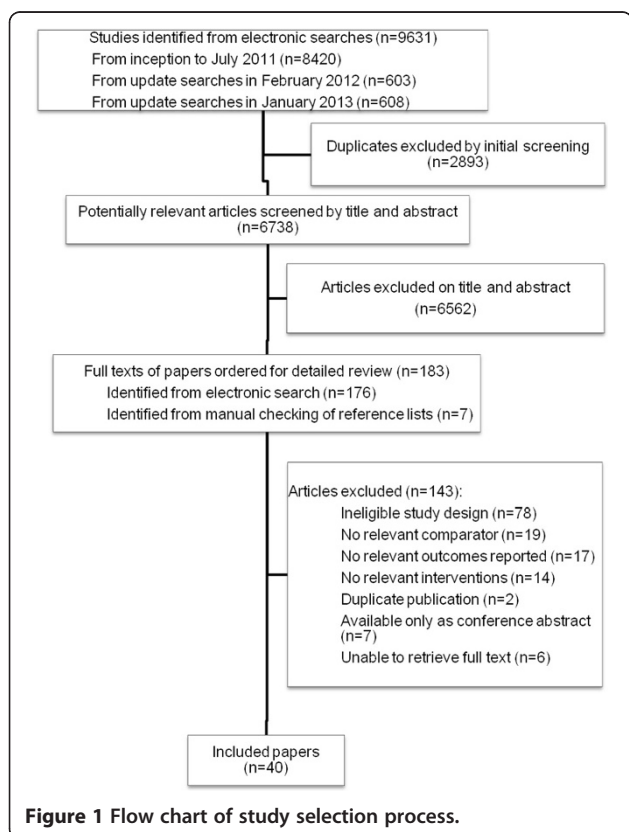 Studies identified from electronic searches (n=9631)
From inception to July 2011 (n=8420)
From update searches in February 2012 (n=603)
From update searches in January 2013 (n=608)
Duplicates excluded by initial screening
(n=2893)
Potentially relevant articles screened by title and abstract
(n=6738)
Articles excluded on title and abstract
(n=6562)
Full texts of papers ordered for detailed review (n=183)
Identified from electronic search (n=176)
Identified from manual checking of reference lists (n=7)
Articles excluded (n=143):
Ineligible study design (n=78)
No relevant comparator (n=19)
No relevant outcomes reported (n=17)
No relevant interventions (n=14)
Duplicate publication (n=2)
Available only as conference abstract
(n=7)
Unable to retrieve full text (n=6)
Included papers
(n=40)
Figure 1 Flow chart of study selection process.